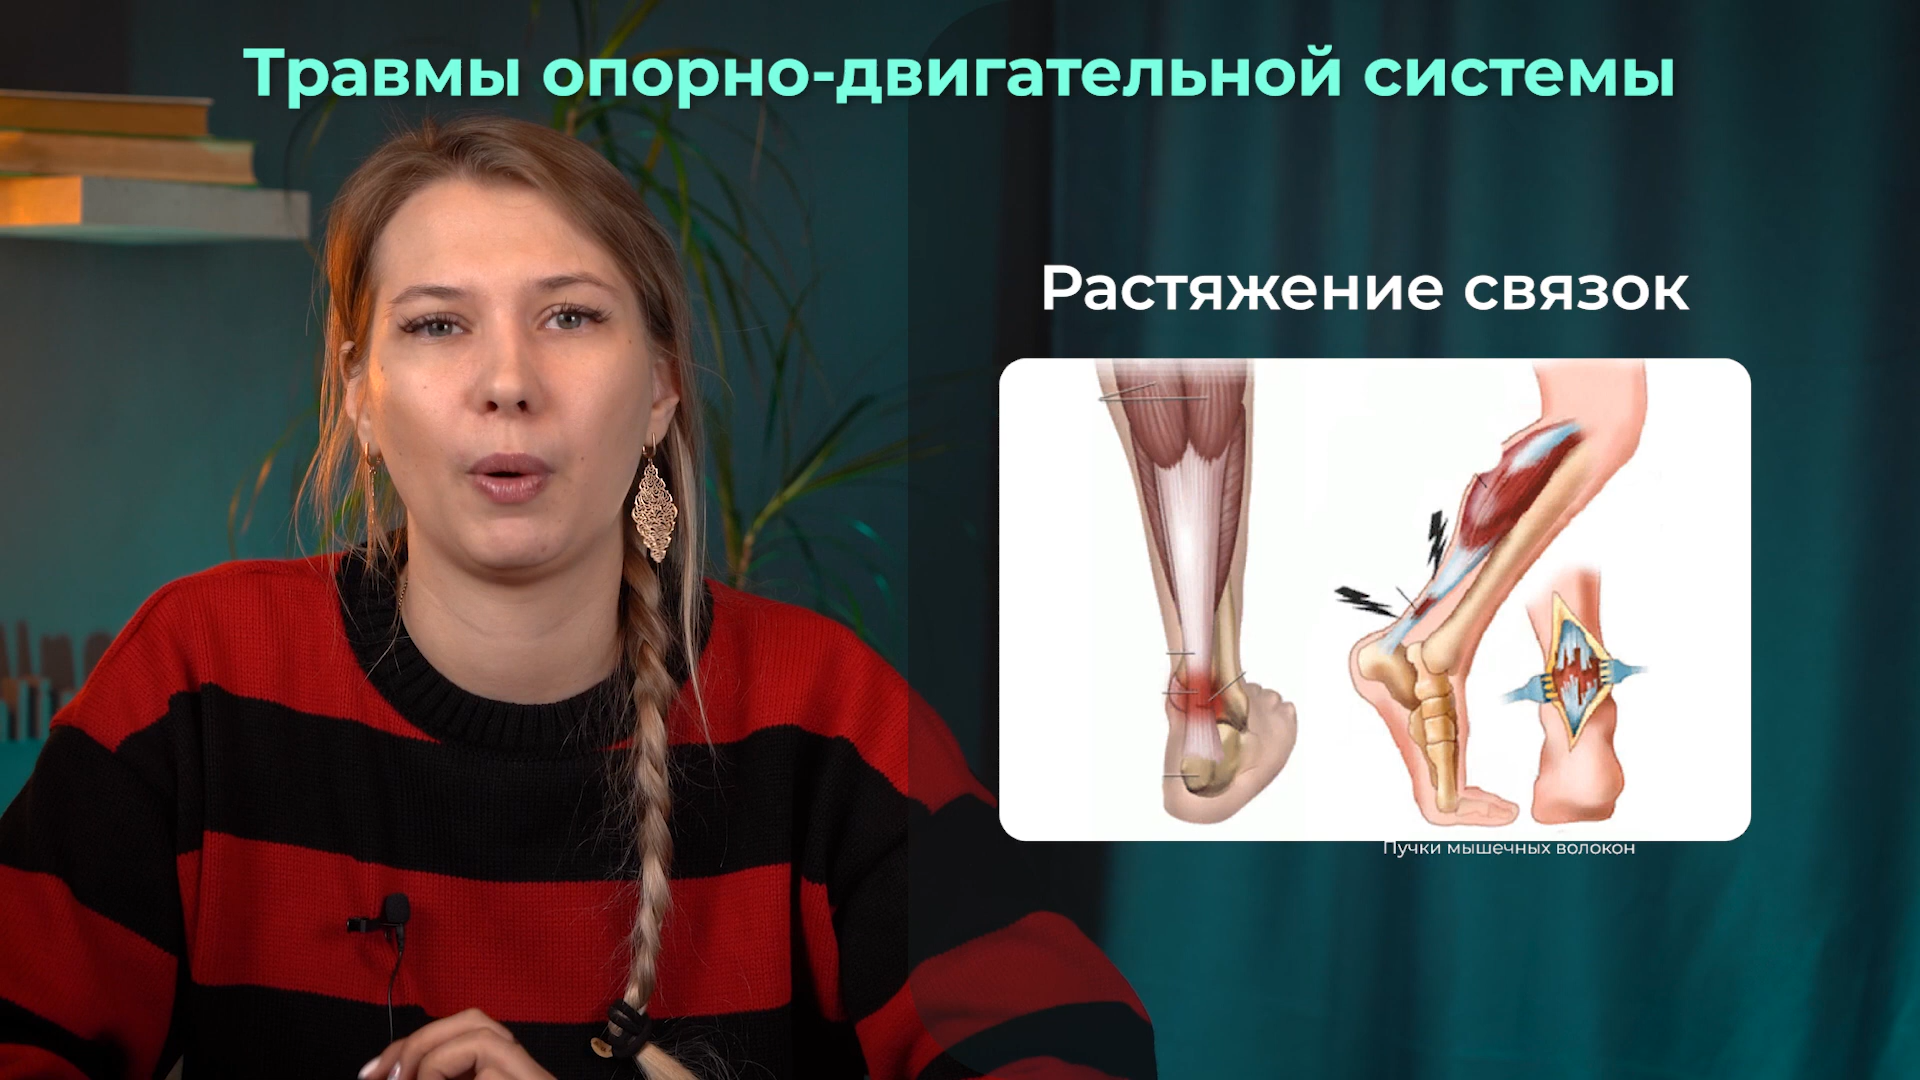 Травмы опорно-двигательной системы
Растяжение связок
Пучки мышечных волокон